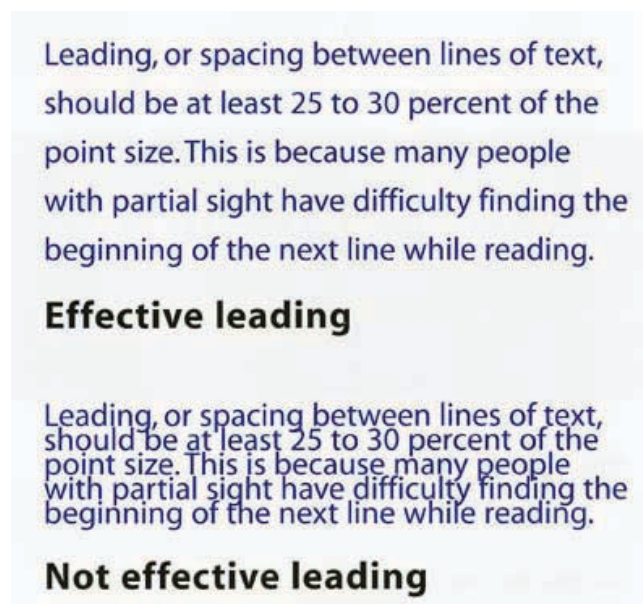 Leading, or spacing between lines of text,
should be at least 25 to 30 percent of the
point size. This is because many people
with partial sight have difficulty finding the
beginning of the next line while reading.
Effective leading
Leading, or spacing between lines of text,
should be at least 25 to 30 percent of the
point size. This is because many people
with partial sight have difficulty finding the
beginning of the next line while reading.
Not effective leading